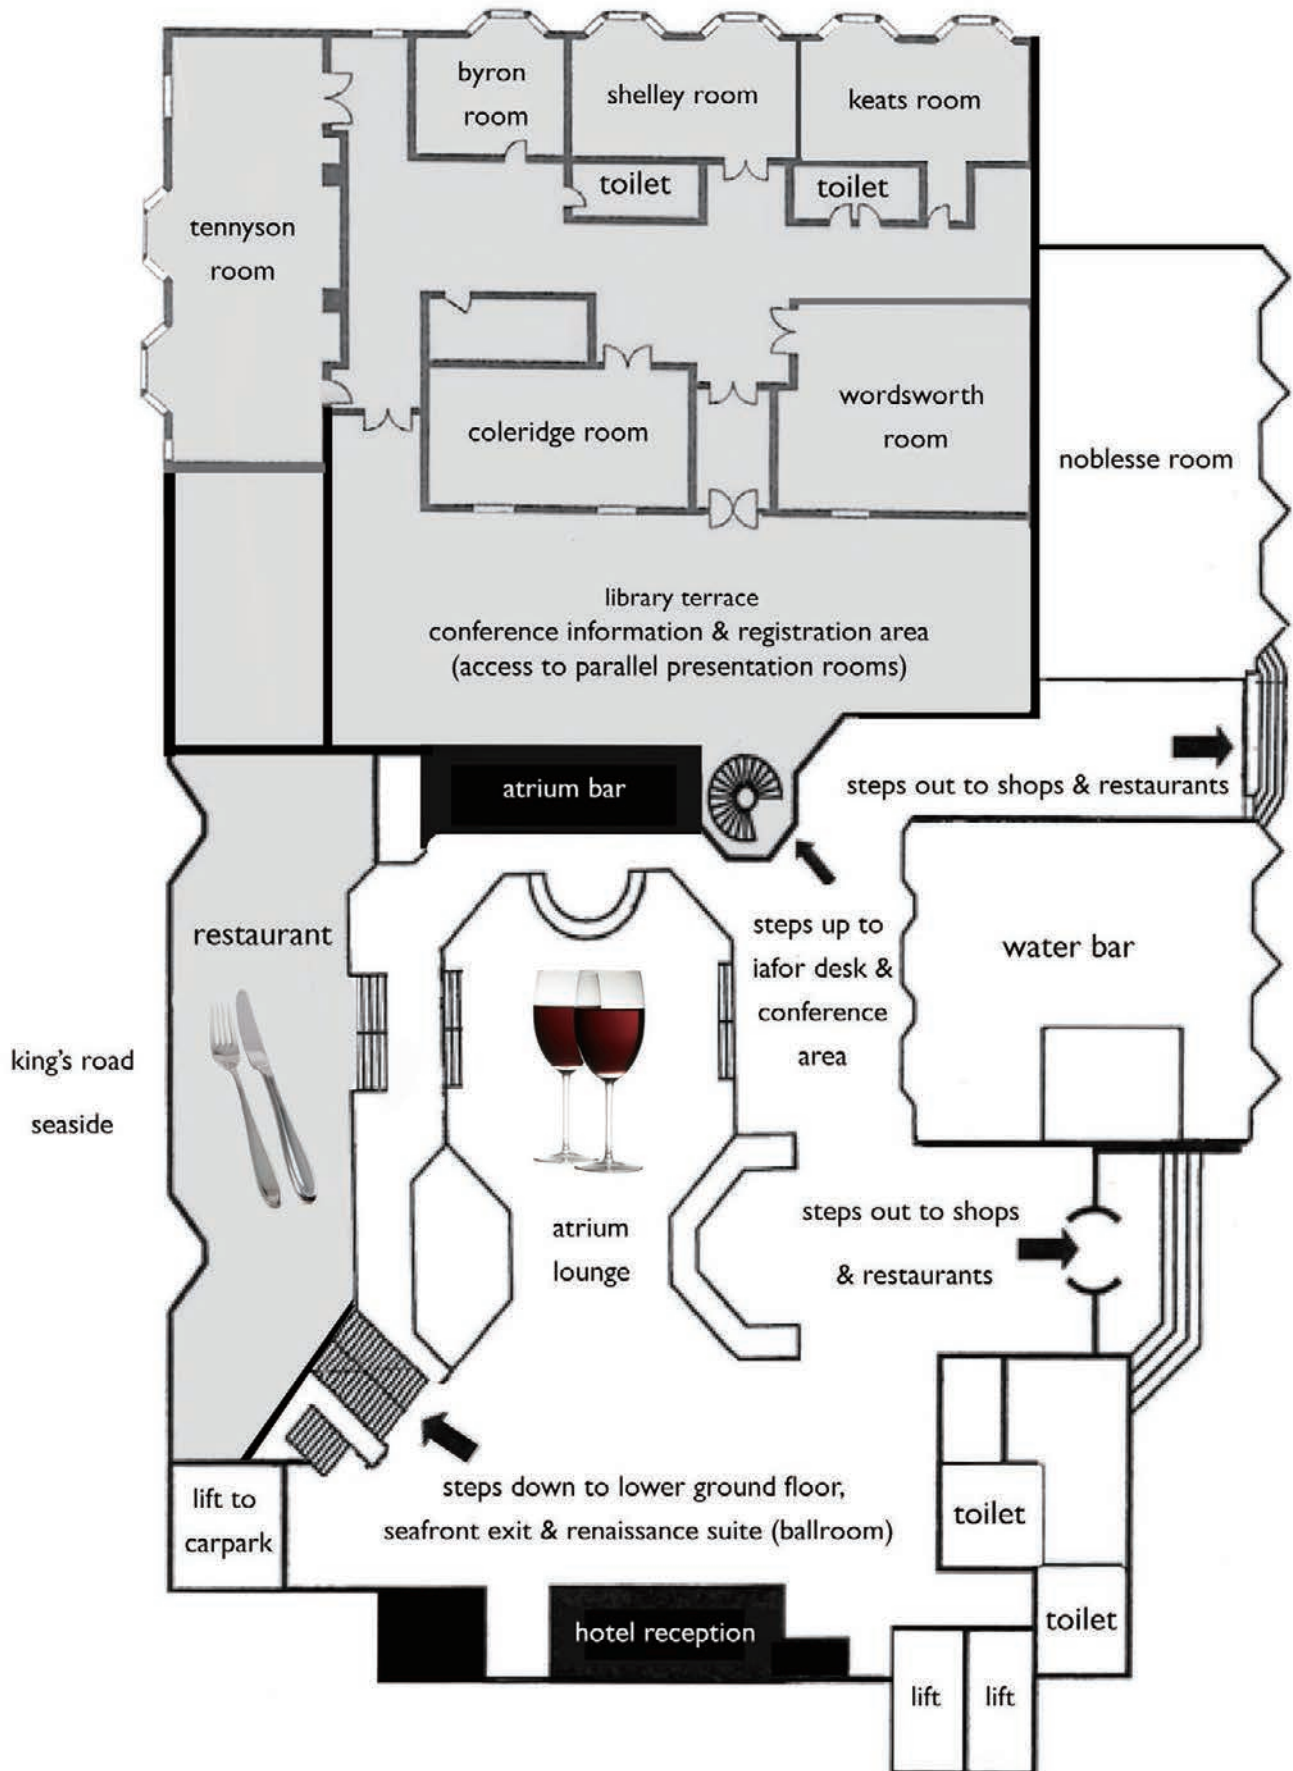 byron
room
shelley room
keats room
toilet
toilet
tennyson
room
wordsworth
room
coleridge room
noblesse room
library terrace
conference information & registration area
(access to parallel presentation rooms)
atrium bar
steps out to shops & restaurants
restaurant
steps up to
iafor desk &
conference
area
water bar
king's road
seaside
atrium
lounge
steps out to shops
& restaurants
steps down to lower ground floor,
seafront exit & renaissance suite (ballroom)
lift to
carpark
toilet
hotel reception
toilet
lift
lift